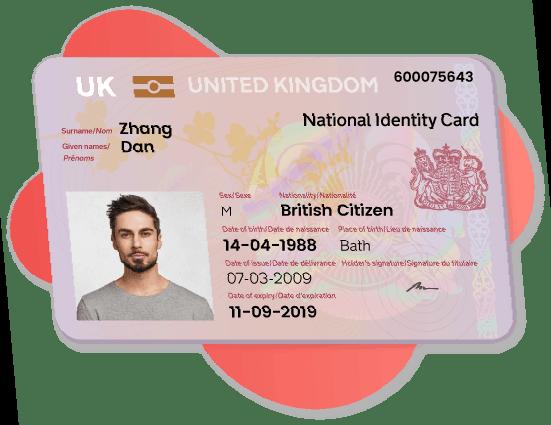 UK UNITED KINGDOM 600075643
National Identity Card
Surname/Nom Zhang
Given names/ Dan
Prénoms
Sex/Sexe Nationality/Nationalité
M British Citizen
Date of birth/Date de naissance Place of birth/Lieu de naissance
14-04-1988 Bath
Date of issue/Date de délivrance Holder's signature/Signature du titulaire
07-03-2009
Date of expiry/Date d'expiration
11-09-2019